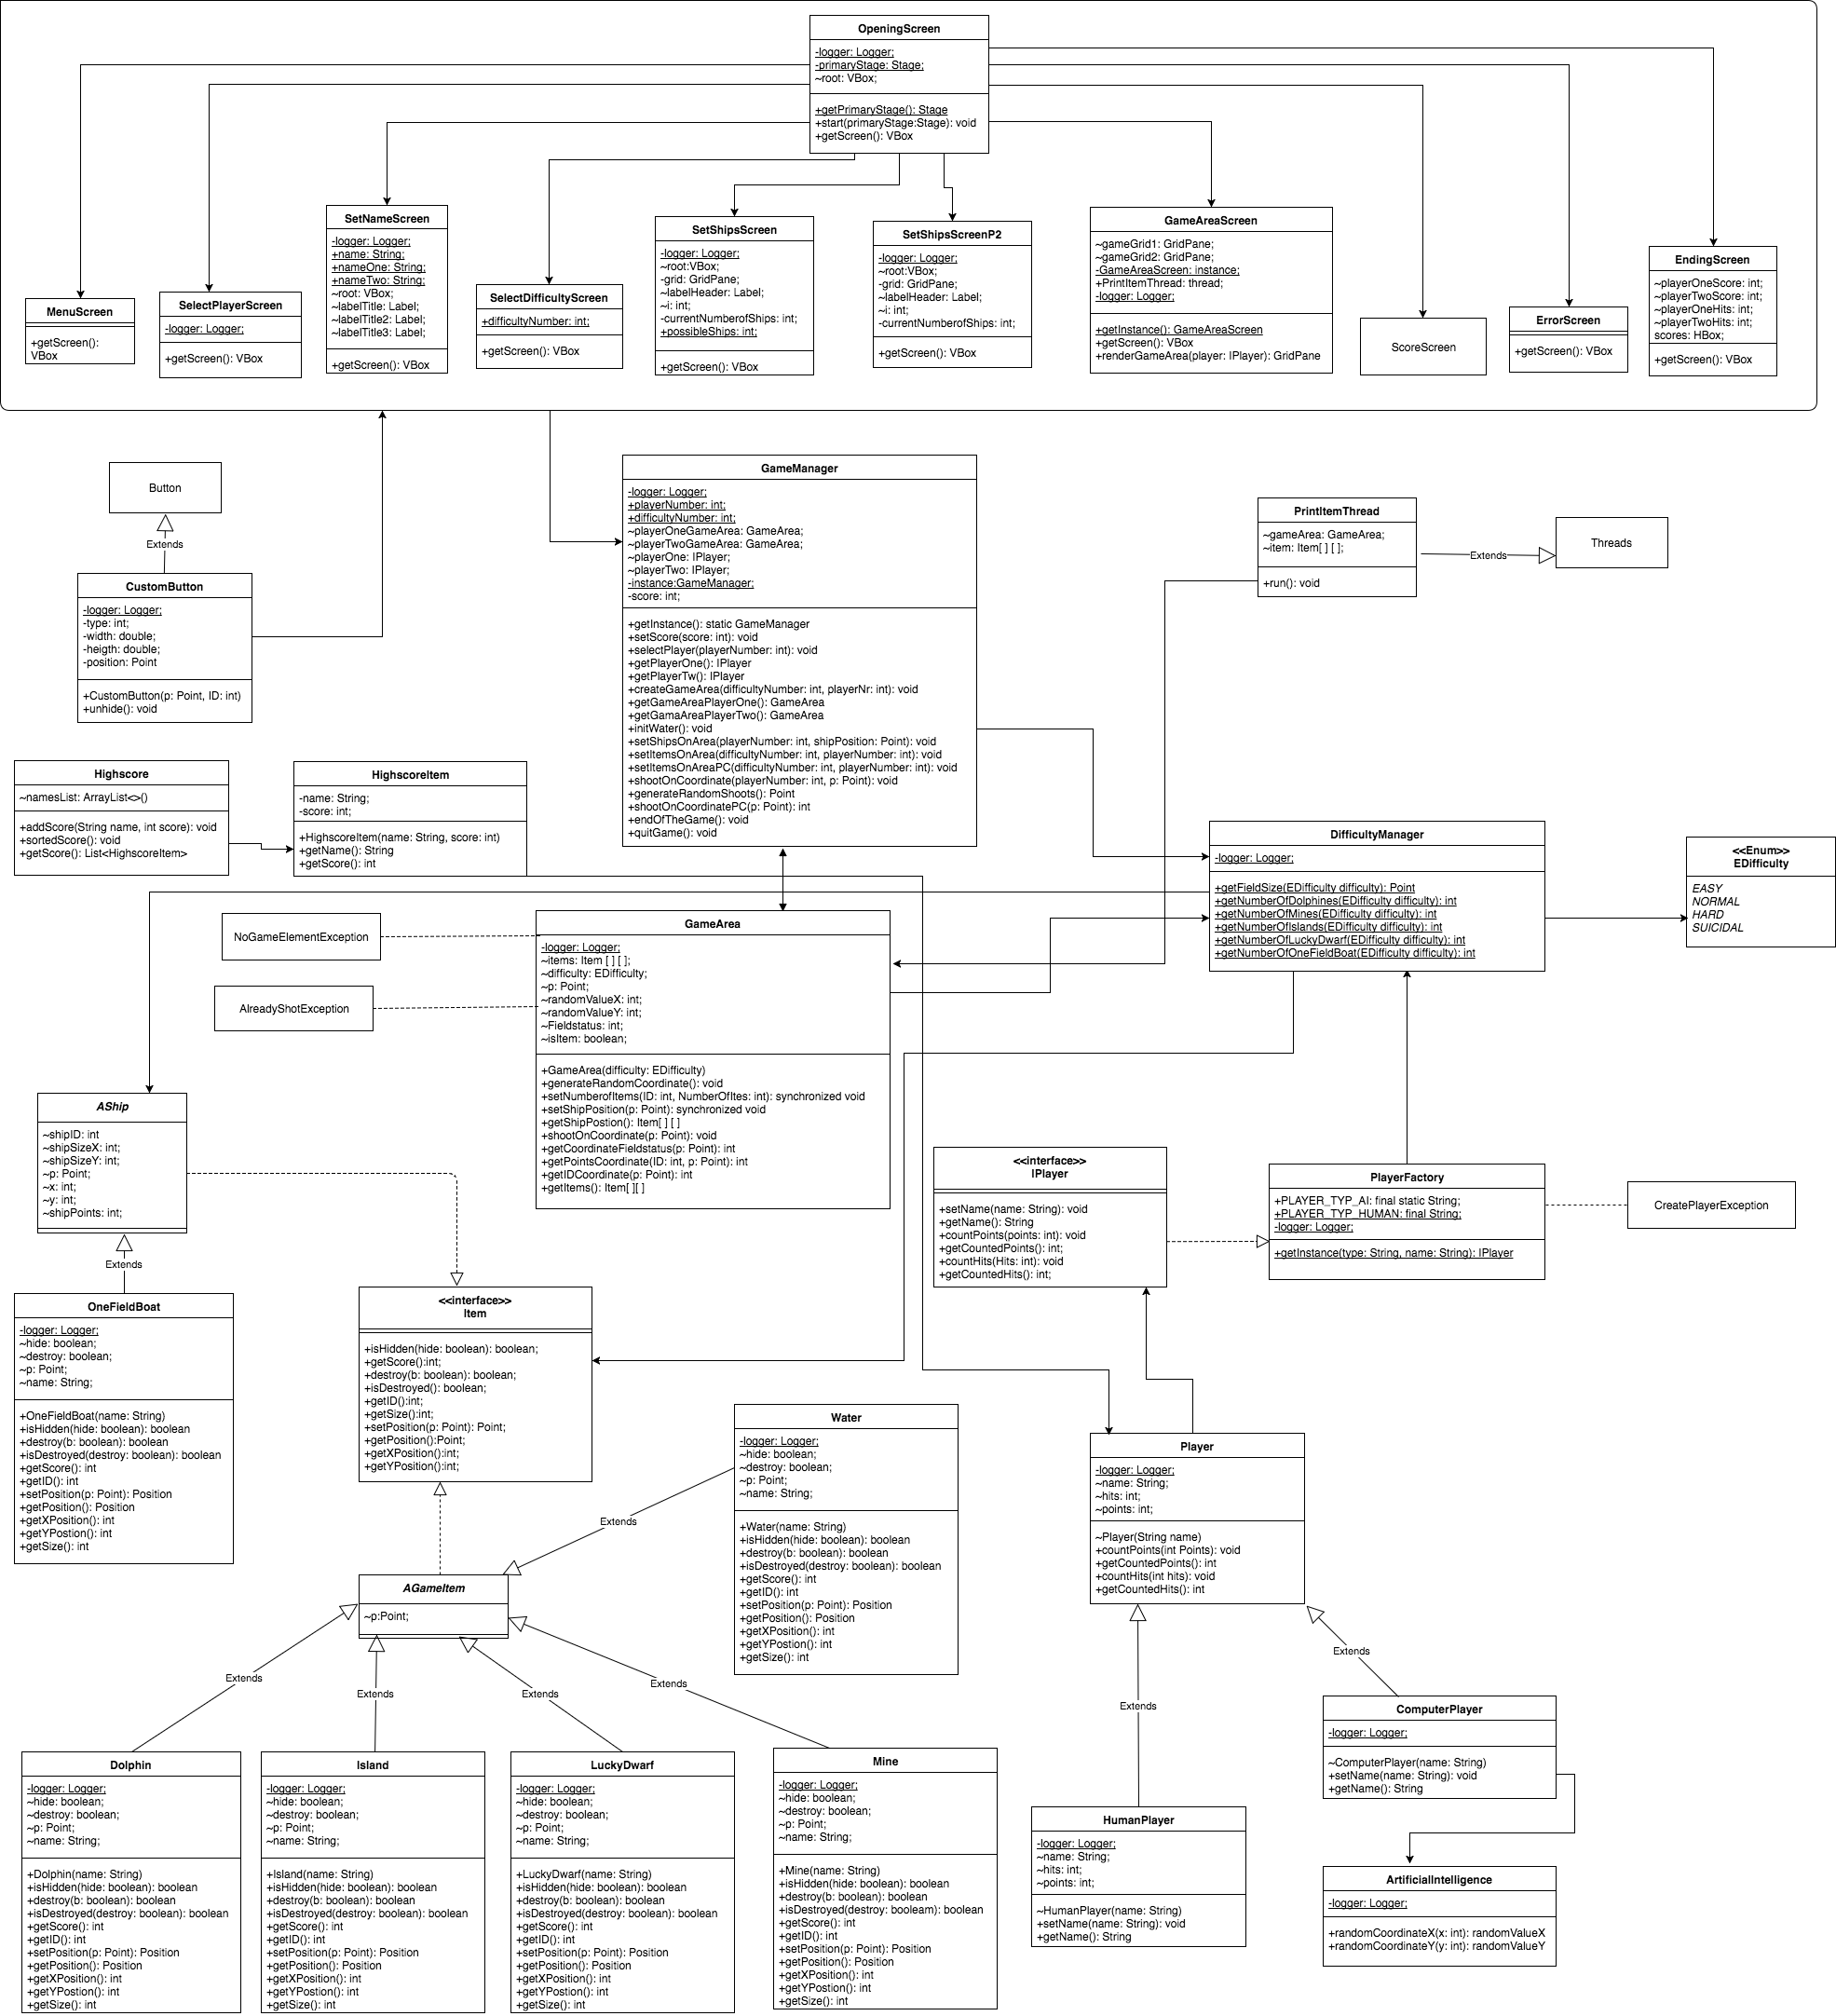 OpeningScreen
-logger: Logger;
-primaryStage: Stage;
~root: VBox;
+getPrimaryStage(): Stage
+start(primaryStage:Stage): void
+getScreen(): VBox
MenuScreen
+getScreen():
VBox
SelectPlayerScreen
-logger: Logger;
+getScreen(): VBox
SetNameScreen
-logger: Logger;
+name: String;
+nameOne: String;
+nameTwo: String;
~root: VBox;
~labelTitle: Label;
~labelTitle2: Label;
~labelTitle3: Label;
+getScreen(): VBox
SelectDifficultyScreen
+difficultyNumber: int;
+getScreen(): VBox
SetShipsScreen
-logger: Logger;
~root:VBox;
-grid: GridPane;
~labelHeader: Label;
~i: int;
-currentNumberofShips: int;
+possibleShips: int;
+getScreen(): VBox
SetShipsScreenP2
-logger: Logger;
~root:VBox;
-grid: GridPane;
~labelHeader: Label;
~i: int;
-currentNumberofShips: int;
+getScreen(): VBox
GameAreaScreen
~gameGrid1: GridPane;
~gameGrid2: GridPane;
-GameAreaScreen: instance;
+PrintItemThread: thread;
-logger: Logger;
+getInstance(): GameAreaScreen
+getScreen(): VBox
+renderGameArea(player: IPlayer): GridPane
ScoreScreen
ErrorScreen
+getScreen(): VBox
EndingScreen
~playerOneScore: int;
~playerTwoScore: int;
~playerOneHits: int;
~playerTwoHits: int;
scores: HBox;
+getScreen(): VBox
Button
Extends
CustomButton
-logger: Logger;
-type: int;
-width: double;
-heigth: double;
-position: Point
+CustomButton(p: Point, ID: int)
+unhide(): void
GameManager
-logger: Logger;
+playerNumber: int;
+difficultyNumber: int;
~playerOneGameArea: GameArea;
~playerTwoGameArea: GameArea;
~playerOne: IPlayer;
~playerTwo: IPlayer;
-instance:GameManager;
-score: int;
+getInstance(): static GameManager
+setScore(score: int): void
+selectPlayer(playerNumber: int): void
+getPlayerOne(): IPlayer
+getPlayerTw(): IPlayer
+createGameArea(difficultyNumber: int, playerNr: int): void
+getGameAreaPlayerOne(): GameArea
+getGamaAreaPlayerTwo(): GameArea
+initWater(): void
+setShipsOnArea(playerNumber: int, shipPosition: Point): void
+setItemsOnArea(difficultyNumber: int, playerNumber: int): void
+setItemsOnAreaPC(difficultyNumber: int, playerNumber: int): void
+shootOnCoordinate(playerNumber: int, p: Point): void
+generateRandomShoots(): Point
+shootOnCoordinatePC(p: Point): int
+endOfTheGame(): void
+quitGame(): void
PrintItemThread
~gameArea: GameArea;
~item: Item[ ] [ ];
+run(): void
Extends
Threads
Highscore
~namesList: ArrayList<>()
+addScore(String name, int score): void
+sortedScore(): void
+getScore(): List<HighscoreItem>
HighscoreItem
-name: String;
-score: int;
+HighscoreItem(name: String, score: int)
+getName(): String
+getScore(): int
DifficultyManager
-logger: Logger;
+getFieldSize(EDifficulty difficulty): Point
+getNumberOfDolphines(EDifficulty difficulty): int
+getNumberOfMines(EDifficulty difficulty): int
+getNumberOfIslands(EDifficulty difficulty): int
+getNumberOfLuckyDwarf(EDifficulty difficulty): int
+getNumberOfOneFieldBoat(EDifficulty difficulty): int
<<Enum>>
EDifficulty
EASY
NORMAL
HARD
SUICIDAL
NoGameElementException
AlreadyShotException
GameArea
-logger: Logger;
~items: Item [ ] [ ];
~difficulty: EDifficulty;
~p: Point;
~randomValueX: int;
~randomValueY: int;
~Fieldstatus: int;
~isItem: boolean;
+GameArea(difficulty: EDifficulty)
+generateRandomCoordinate(): void
+setNumberofItems(ID: int, NumberOfItes: int): synchronized void
+setShipPosition(p: Point): synchronized void
+getShipPostion(): Item[ ] [ ]
+shootOnCoordinate(p: Point): void
+getCoordinateFieldstatus(p: Point): int
+getPointsCoordinate(ID: int, p: Point): int
+getIDCoordinate(p: Point): int
+getItems(): Item[ ][ ]
AShip
~shipID: int
~shipSizeX: int;
~shipSizeY: int;
~p: Point;
~x: int;
~y: int;
~shipPoints: int;
Extends
<<interface>>
IPlayer
+setName(name: String): void
+getName(): String
+countPoints(points: int): void
+getCountedPoints(): int;
+countHits(Hits: int): void
+getCountedHits(): int;
PlayerFactory
+PLAYER_TYP_AI: final static String;
+PLAYER_TYP_HUMAN: final String;
-logger: Logger;
+getInstance(type: String, name: String): IPlayer
CreatePlayerException
OneFieldBoat
-logger: Logger;
~hide: boolean;
~destroy: boolean;
~p: Point;
~name: String;
+OneFieldBoat(name: String)
+isHidden(hide: boolean): boolean
+destroy(b: boolean): boolean
+isDestroyed(destroy: boolean): boolean
+getScore(): int
+getID(): int
+setPosition(p: Point): Position
+getPosition(): Position
+getXPosition(): int
+getYPostion(): int
+getSize(): int
<<interface>>
Item
+isHidden(hide: boolean): boolean;
+getScore():int;
+destroy(b: boolean): boolean;
+isDestroyed(): boolean;
+getID():int;
+getSize():int;
+setPosition(p: Point): Point;
+getPosition():Point;
+getXPosition():int;
+getYPosition():int;
Water
-logger: Logger;
~hide: boolean;
~destroy: boolean;
~p: Point;
~name: String;
+Water(name: String)
+isHidden(hide: boolean): boolean
+destroy(b: boolean): boolean
+isDestroyed(destroy: boolean): boolean
+getScore(): int
+getID(): int
+setPosition(p: Point): Position
+getPosition(): Position
+getXPosition(): int
+getYPostion(): int
+getSize(): int
Extends
Player
-logger: Logger;
~name: String;
~hits: int;
~points: int;
~Player(String name)
+countPoints(int Points): void
+getCountedPoints(): int
+countHits(int hits): void
+getCountedHits(): int
AGameItem
~p:Point;
Extends
Extends
Extends
Extends
Extends
Extends
Dolphin
-logger: Logger;
~hide: boolean;
~destroy: boolean;
~p: Point;
~name: String;
+Dolphin(name: String)
+isHidden(hide: boolean): boolean
+destroy(b: boolean): boolean
+isDestroyed(destroy: boolean): boolean
+getScore(): int
+getID(): int
+setPosition(p: Point): Position
+getPosition(): Position
+getXPosition(): int
+getYPostion(): int
+getSize(): int
Island
-logger: Logger;
~hide: boolean;
~destroy: boolean;
~p: Point;
~name: String;
+Island(name: String)
+isHidden(hide: boolean): boolean
+destroy(b: boolean): boolean
+isDestroyed(destroy: boolean): boolean
+getScore(): int
+getID(): int
+setPosition(p: Point): Position
+getPosition(): Position
+getXPosition(): int
+getYPostion(): int
+getSize(): int
LuckyDwarf
-logger: Logger;
~hide: boolean;
~destroy: boolean;
~p: Point;
~name: String;
+LuckyDwarf(name: String)
+isHidden(hide: boolean): boolean
+destroy(b: boolean): boolean
+isDestroyed(destroy: boolean): boolean
+getScore(): int
+getID(): int
+setPosition(p: Point): Position
+getPosition(): Position
+getXPosition(): int
+getYPostion(): int
+getSize(): int
Mine
-logger: Logger;
~hide: boolean;
~destroy: boolean;
~p: Point;
~name: String;
+Mine(name: String)
+isHidden(hide: boolean): boolean
+destroy(b: boolean): boolean
+isDestroyed(destroy: booleam): boolean
+getScore(): int
+getID(): int
+setPosition(p: Point): Position
+getPosition(): Position
+getXPosition(): int
+getYPostion(): int
+getSize(): int
HumanPlayer
-logger: Logger;
~name: String;
~hits: int;
~points: int;
~HumanPlayer(name: String)
+setName(name: String): void
+getName(): String
ComputerPlayer
-logger: Logger;
~ComputerPlayer(name: String)
+setName(name: String): void
+getName(): String
ArtificialIntelligence
-logger: Logger;
+randomCoordinateX(x: int): randomValueX
+randomCoordinateY(y: int): randomValueY